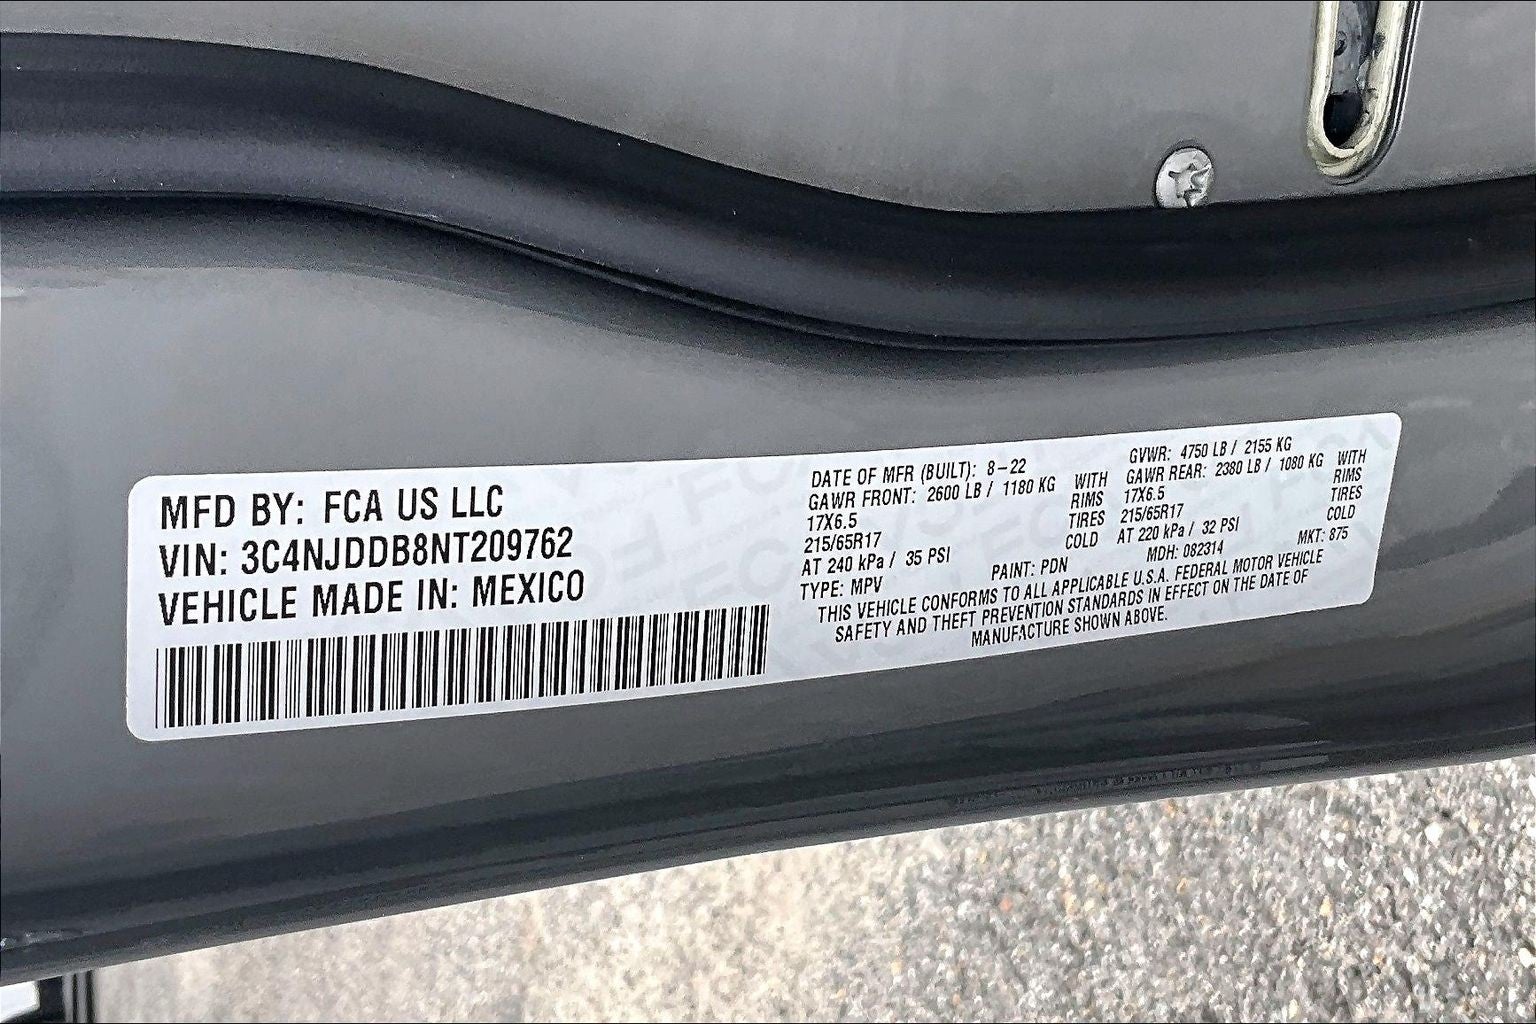 MFD BY: FCA US LLC
VIN: 3C4NJDDB8NT209762
VEHICLE MADE IN: MEXICO
DATE OF MFR (BUILT): 8-22
GVWR: 4750 LB / 2155 KG
GAWR FRONT: 2600 LB / 1180 KG WITH
17X6.5 RIMS
215/65R17 TIRES
AT 240 kPa / 35 PSI COLD
GAWR REAR: 2380 LB / 1080 KG WITH
17X6.5 RIMS
215/65R17 TIRES
AT 220 kPa / 32 PSI COLD
TYPE: MPV PAINT: PDN MDH: 082314 MKT: 875
THIS VEHICLE CONFORMS TO ALL APPLICABLE U.S.A. FEDERAL MOTOR VEHICLE
SAFETY AND THEFT PREVENTION STANDARDS IN EFFECT ON THE DATE OF
MANUFACTURE SHOWN ABOVE.